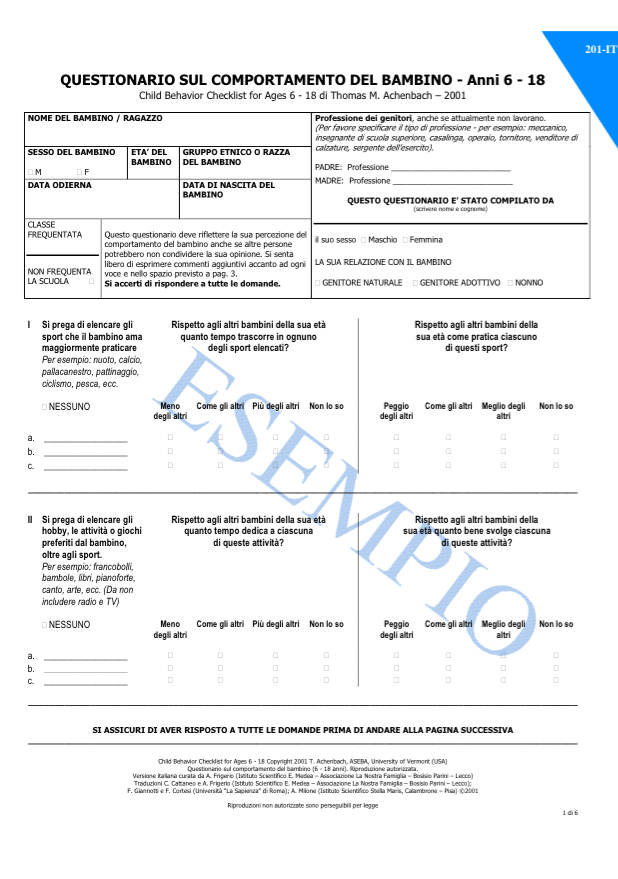 201-IT
QUESTIONARIO SUL COMPORTAMENTO DEL BAMBINO - Anni 6 - 18
Child Behavior Checklist for Ages 6 - 18 di Thomas M. Achenbach – 2001
NOME DEL BAMBINO / RAGAZZO
SESSO DEL BAMBINO
□ M □ F
ETA' DEL
BAMBINO
GRUPPO ETNICO O RAZZA
DEL BAMBINO
DATA ODIERNA
DATA DI NASCITA DEL
BAMBINO
CLASSE
FREQUENTATA
NON FREQUENTA
LA SCUOLA □
Questo questionario deve riflettere la sua percezione del
comportamento del bambino anche se altre persone
potrebbero non condividere la sua opinione. Si senta
libero di esprimere commenti aggiuntivi accanto ad ogni
voce e nello spazio previsto a pag. 3.
Si accerti di rispondere a tutte le domande.
Professione dei genitori, anche se attualmente non lavorano.
(Per favore specificare il tipo di professione - per esempio: meccanico,
insegnante di scuola superiore, casalinga, operaio, tornitore, venditore di
calzature, sergente dell'esercito).
PADRE: Professione ______________________________
MADRE: Professione ______________________________
QUESTO QUESTIONARIO E' STATO COMPILATO DA
(scrivere nome e cognome)
il suo sesso □ Maschio □ Femmina
LA SUA RELAZIONE CON IL BAMBINO
□ GENITORE NATURALE □ GENITORE ADOTTIVO □ NONNO
I Si prega di elencare gli
sport che il bambino ama
maggiormente praticare
Per esempio: nuoto, calcio,
pallacanestro, pattinaggio,
ciclismo, pesca, ecc.
□ NESSUNO
a. __________________
b. __________________
c. __________________
Rispetto agli altri bambini della sua età
quanto tempo trascorre in ognuno
degli sport elencati?
Meno Come gli altri Più degli altri Non lo so
degli altri
Rispetto agli altri bambini della
sua età come pratica ciascuno
di questi sport?
Peggio Come gli altri Meglio degli Non lo so
degli altri altri
II Si prega di elencare gli
hobby, le attività o giochi
preferiti dal bambino,
oltre agli sport.
Per esempio: francobolli,
bambole, libri, pianoforte,
canto, arte, ecc. (Da non
includere radio e TV)
□ NESSUNO
a. __________________
b. __________________
c. __________________
Rispetto agli altri bambini della sua età
quanto tempo dedica a ciascuna
di queste attività?
Meno Come gli altri Più degli altri Non lo so
degli altri
Rispetto agli altri bambini della
sua età quanto bene svolge ciascuna
di queste attività?
Peggio Come gli altri Meglio degli Non lo so
degli altri altri
ESEMPIO
SI ASSICURI DI AVER RISPOSTO A TUTTE LE DOMANDE PRIMA DI ANDARE ALLA PAGINA SUCCESSIVA
Child Behavior Checklist for Ages 6 - 18 Copyright 2001 T. Achenbach, ASEBA, University of Vermont (USA)
Questionario sul comportamento del bambino (6 - 18 anni). Riproduzione autorizzata.
Versione italiana curata da A. Frigerio (Istituto Scientifico E. Medea – Associazione La Nostra Famiglia – Bosisio Parini – Lecco)
Traduzioni C. Cattaneo e A. Frigerio (Istituto Scientifico E. Medea – Associazione La Nostra Famiglia – Bosisio Parini – Lecco);
F. Giannotti e F. Cortesi (Università "La Sapienza" di Roma); A. Milone (Istituto Scientifico Stella Maris, Calambrone – Pisa) ©2001
Riproduzioni non autorizzate sono perseguibili per legge
1 di 6